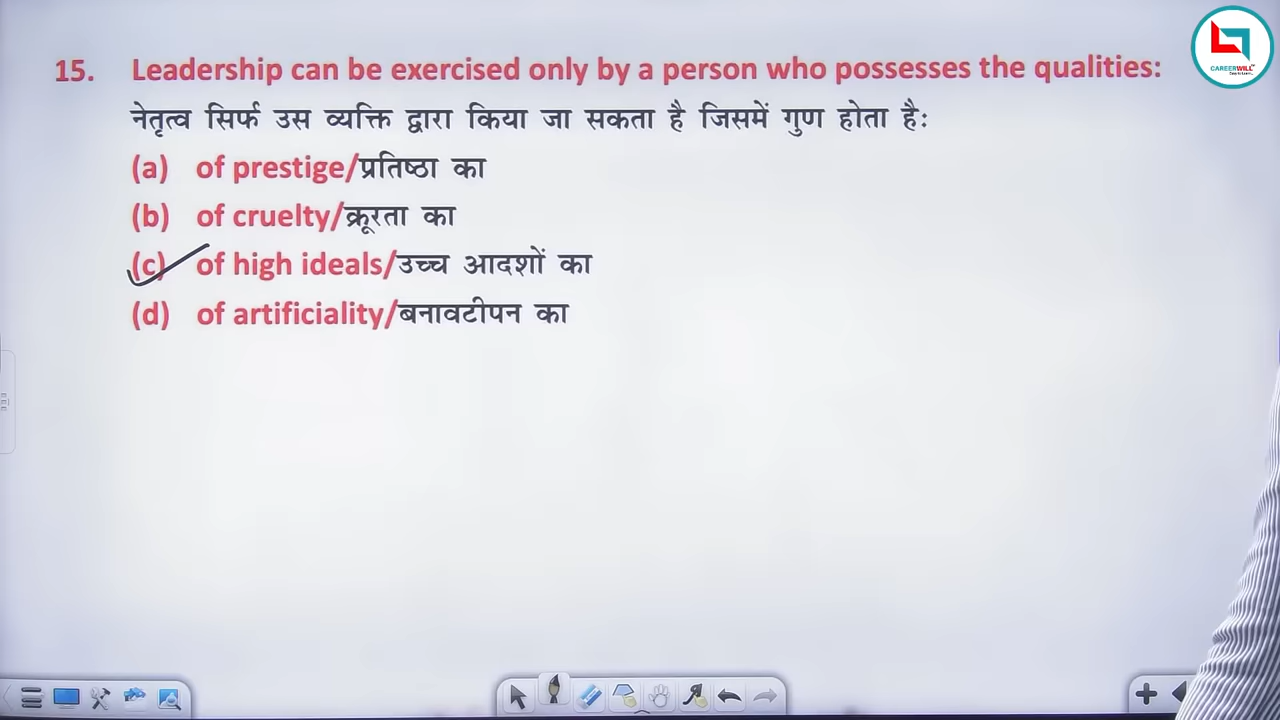 15. Leadership can be exercised only by a person who possesses the qualities:
नेतृत्व सिर्फ उस व्यक्ति द्वारा किया जा सकता है जिसमें गुण होता है:
(a) of prestige/प्रतिष्ठा का
(b) of cruelty/क्रूरता का
(c) of high ideals/उच्च आदर्शों का
(d) of artificiality/बनावटीपन का
CAREERWILL